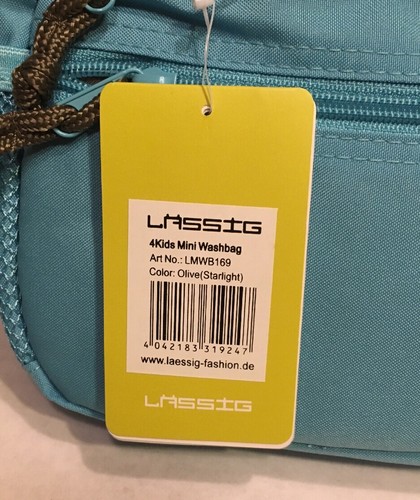 LÄSSIG
4Kids Mini Washbag
Art No.: LMWB169
Color: Olive(Starlight)
4 042183 319247
www.laessig-fashion.de
LÄSSIG